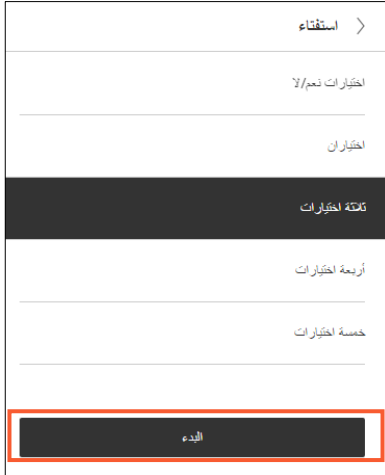 استفتاء
اختيارات نعم/لا
اختياران
ثلاثة اختيارات
أربعة اختيارات
خمسة اختيارات
البدء